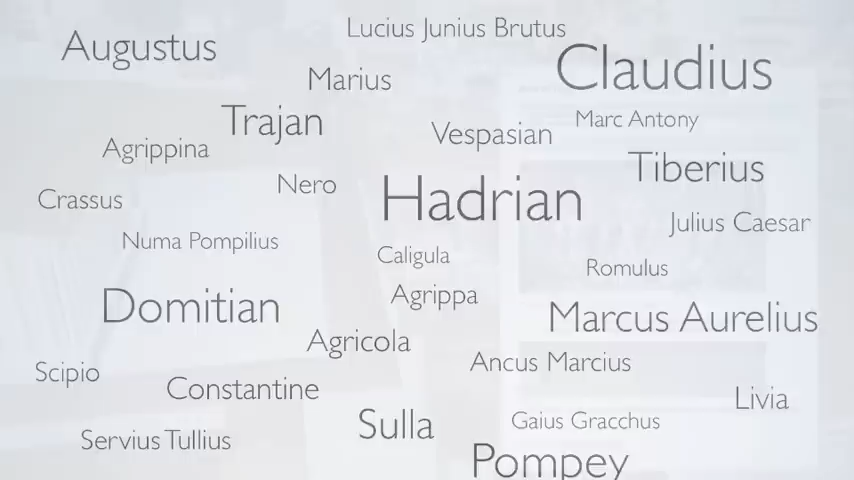 Lucius Junius Brutus
Augustus
Claudius
Marius
Trajan
Marc Antony
Vespasian
Agrippina
Tiberius
Nero
Hadrian
Crassus
Julius Caesar
Numa Pompilius
Caligula
Romulus
Agrippa
Domitian
Marcus Aurelius
Agricola
Ancus Marcius
Scipio
Constantine
Livia
Gaius Gracchus
Sulla
Servius Tullius
Pompey